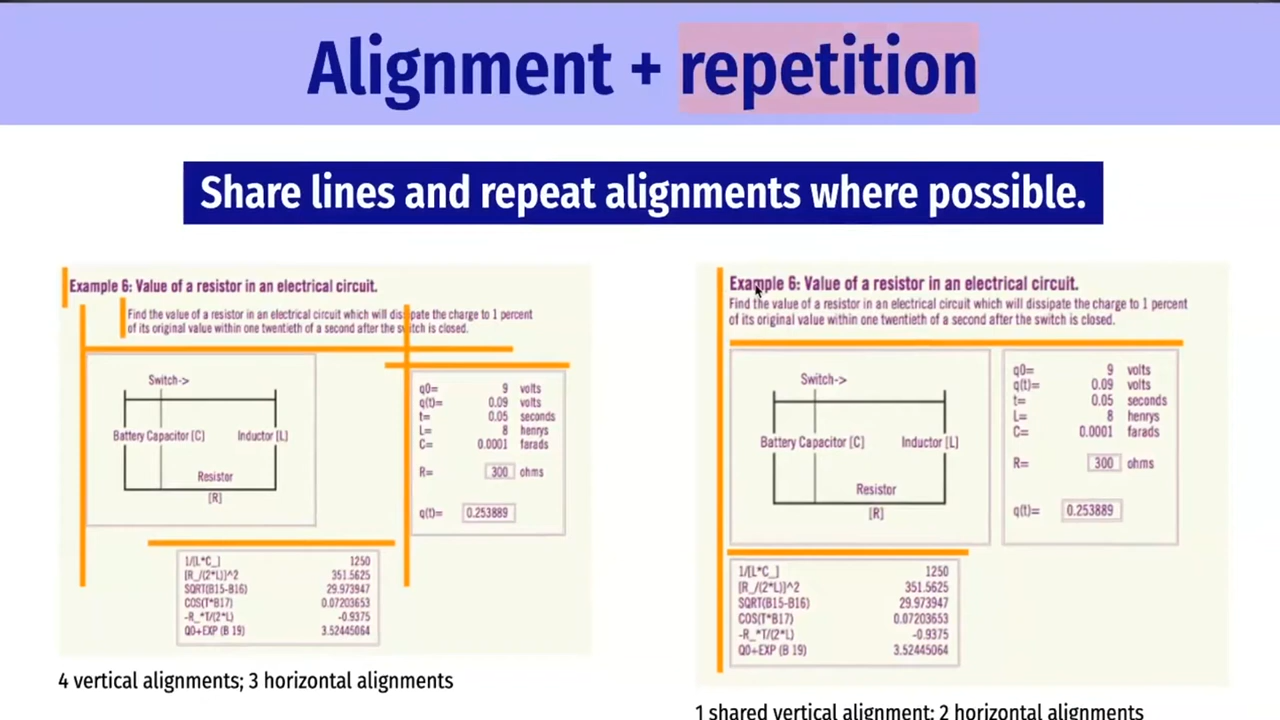 Alignment + repetition
Share lines and repeat alignments where possible.
Example 6: Value of a resistor in an electrical circuit.
Find the value of a resistor in an electrical circuit which will dissipate the charge to 1 percent
of its original value within one twentieth of a second after the switch is closed.
Switch->
Battery Capacitor [C] Inductor [L]
Resistor
[R]
q0= 9 volts
q(t)= 0.09 volts
t= 0.05 seconds
L= 8 henrys
C= 0.0001 farads
R= 300 ohms
q(t)= 0.253889
1/[L*C_] 1250
[R_/(2*L)]^2 351.5625
SQRT(B15-B16) 29.973947
COS(T*B17) 0.07203653
-R_*T/(2*L) -0.9375
Q0+EXP (B 19) 3.52445064
4 vertical alignments; 3 horizontal alignments
Example 6: Value of a resistor in an electrical circuit.
Find the value of a resistor in an electrical circuit which will dissipate the charge to 1 percent
of its original value within one twentieth of a second after the switch is closed.
Switch->
Battery Capacitor [C] Inductor [L]
Resistor
[R]
q0= 9 volts
q(t)= 0.09 volts
t= 0.05 seconds
L= 8 henrys
C= 0.0001 farads
R= 300 ohms
q(t)= 0.253889
1/[L*C_] 1250
[R_/(2*L)]^2 351.5625
SQRT(B15-B16) 29.973947
COS(T*B17) 0.07203653
-R_*T/(2*L) -0.9375
Q0+EXP (B 19) 3.52445064
1 shared vertical alignment; 2 horizontal alignments